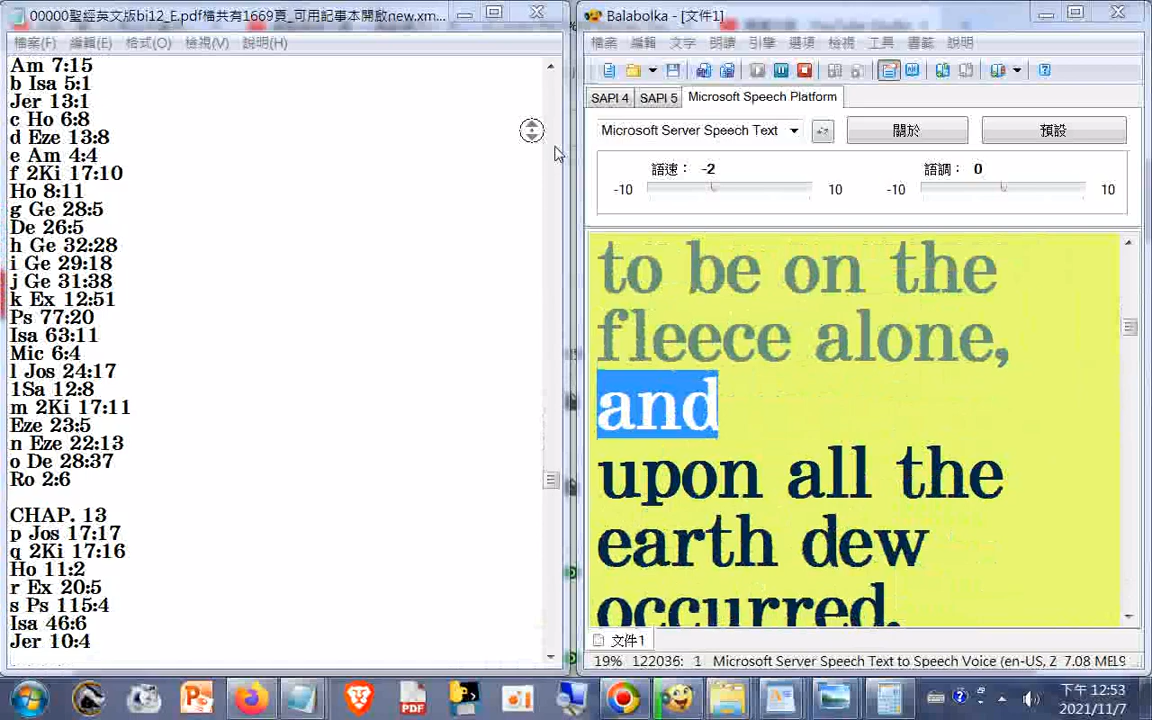 00000聖經英文版bi12_E.pdf檔共有1669頁_可用記事本開啟new.xm...
檔案(F) 編輯(E) 格式(O) 檢視(V) 說明(H)
Am 7:15
b Isa 5:1
Jer 13:1
c Ho 6:8
d Eze 13:8
e Am 4:4
f 2Ki 17:10
Ho 8:11
g Ge 28:5
De 26:5
h Ge 32:28
i Ge 29:18
j Ge 31:38
k Ex 12:51
Ps 77:20
Isa 63:11
Mic 6:4
l Jos 24:17
1Sa 12:8
m 2Ki 17:11
Eze 23:5
n Eze 22:13
o De 28:37
Ro 2:6
CHAP. 13
p Jos 17:17
q 2Ki 17:16
Ho 11:2
r Ex 20:5
s Ps 115:4
Isa 46:6
Jer 10:4
Balabolka - [文件1]
檔案 編輯 文字 朗讀 引擎 選項 檢視 工具 書籤 說明
SAPI 4 SAPI 5 Microsoft Speech Platform
Microsoft Server Speech Text 關於 預設
語速： -2 語調： 0
-10 10 -10 10
to be on the
fleece alone,
and
upon all the
earth dew
occurred.
文件1
19% 122036: 1 Microsoft Server Speech Text to Speech Voice (en-US, Z 7.08 MB
下午 12:53
2021/11/7